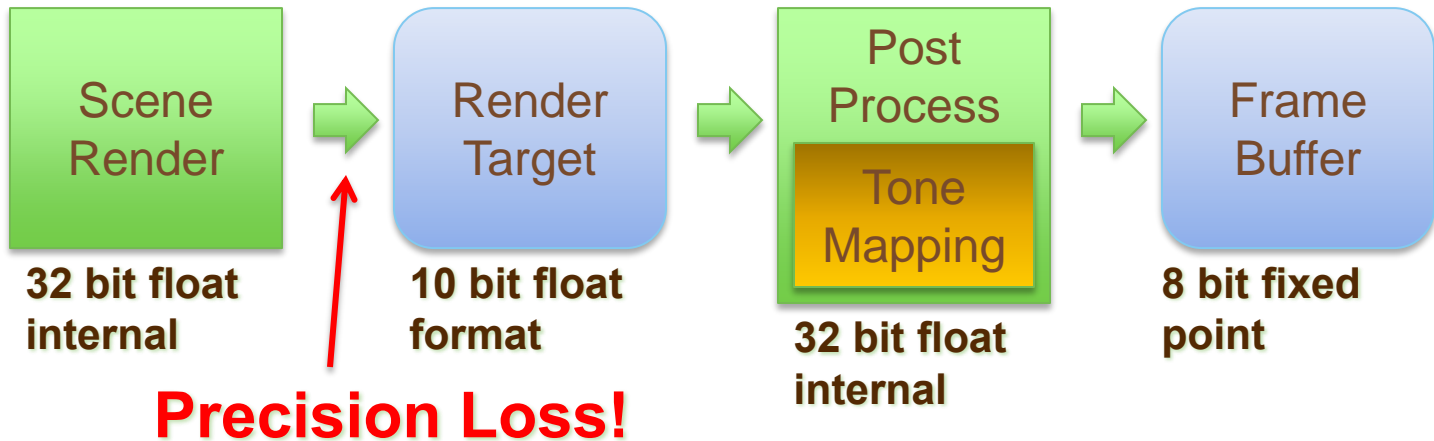 Scene
Render
Render
Target
Post
Process
Tone
Mapping
Frame
Buffer
32 bit float
internal
10 bit float
format
32 bit float
internal
8 bit fixed
point
Precision Loss!